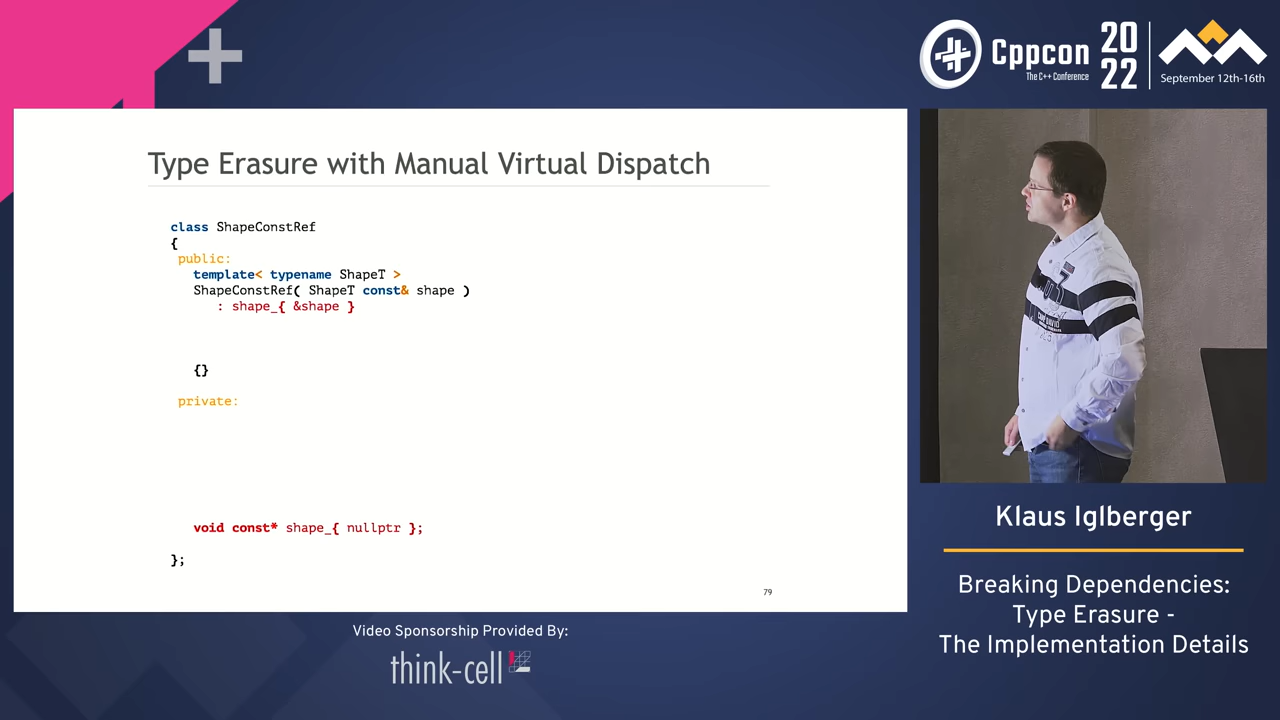 Cppcon
The C++ Conference
20
22
September 12th-16th
Type Erasure with Manual Virtual Dispatch
class ShapeConstRef
{
public:
template< typename ShapeT >
ShapeConstRef( ShapeT const& shape )
: shape_{ &shape }
{}
private:
void const* shape_{ nullptr };
};
79
Klaus Iglberger
Breaking Dependencies:
Type Erasure -
The Implementation Details
Video Sponsorship Provided By:
think-cell